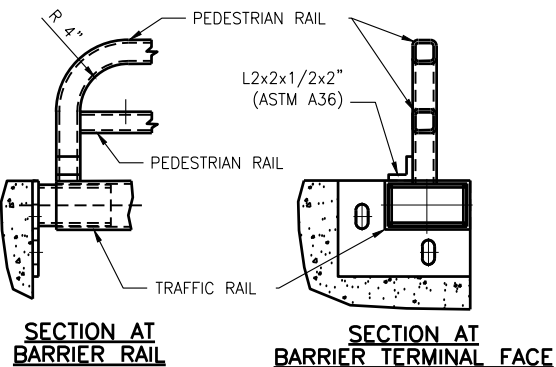 PEDESTRIAN RAIL
R 4"
L2x2x1/2x2"
(ASTM A36)
PEDESTRIAN RAIL
TRAFFIC RAIL
SECTION AT
BARRIER RAIL
SECTION AT
BARRIER TERMINAL FACE